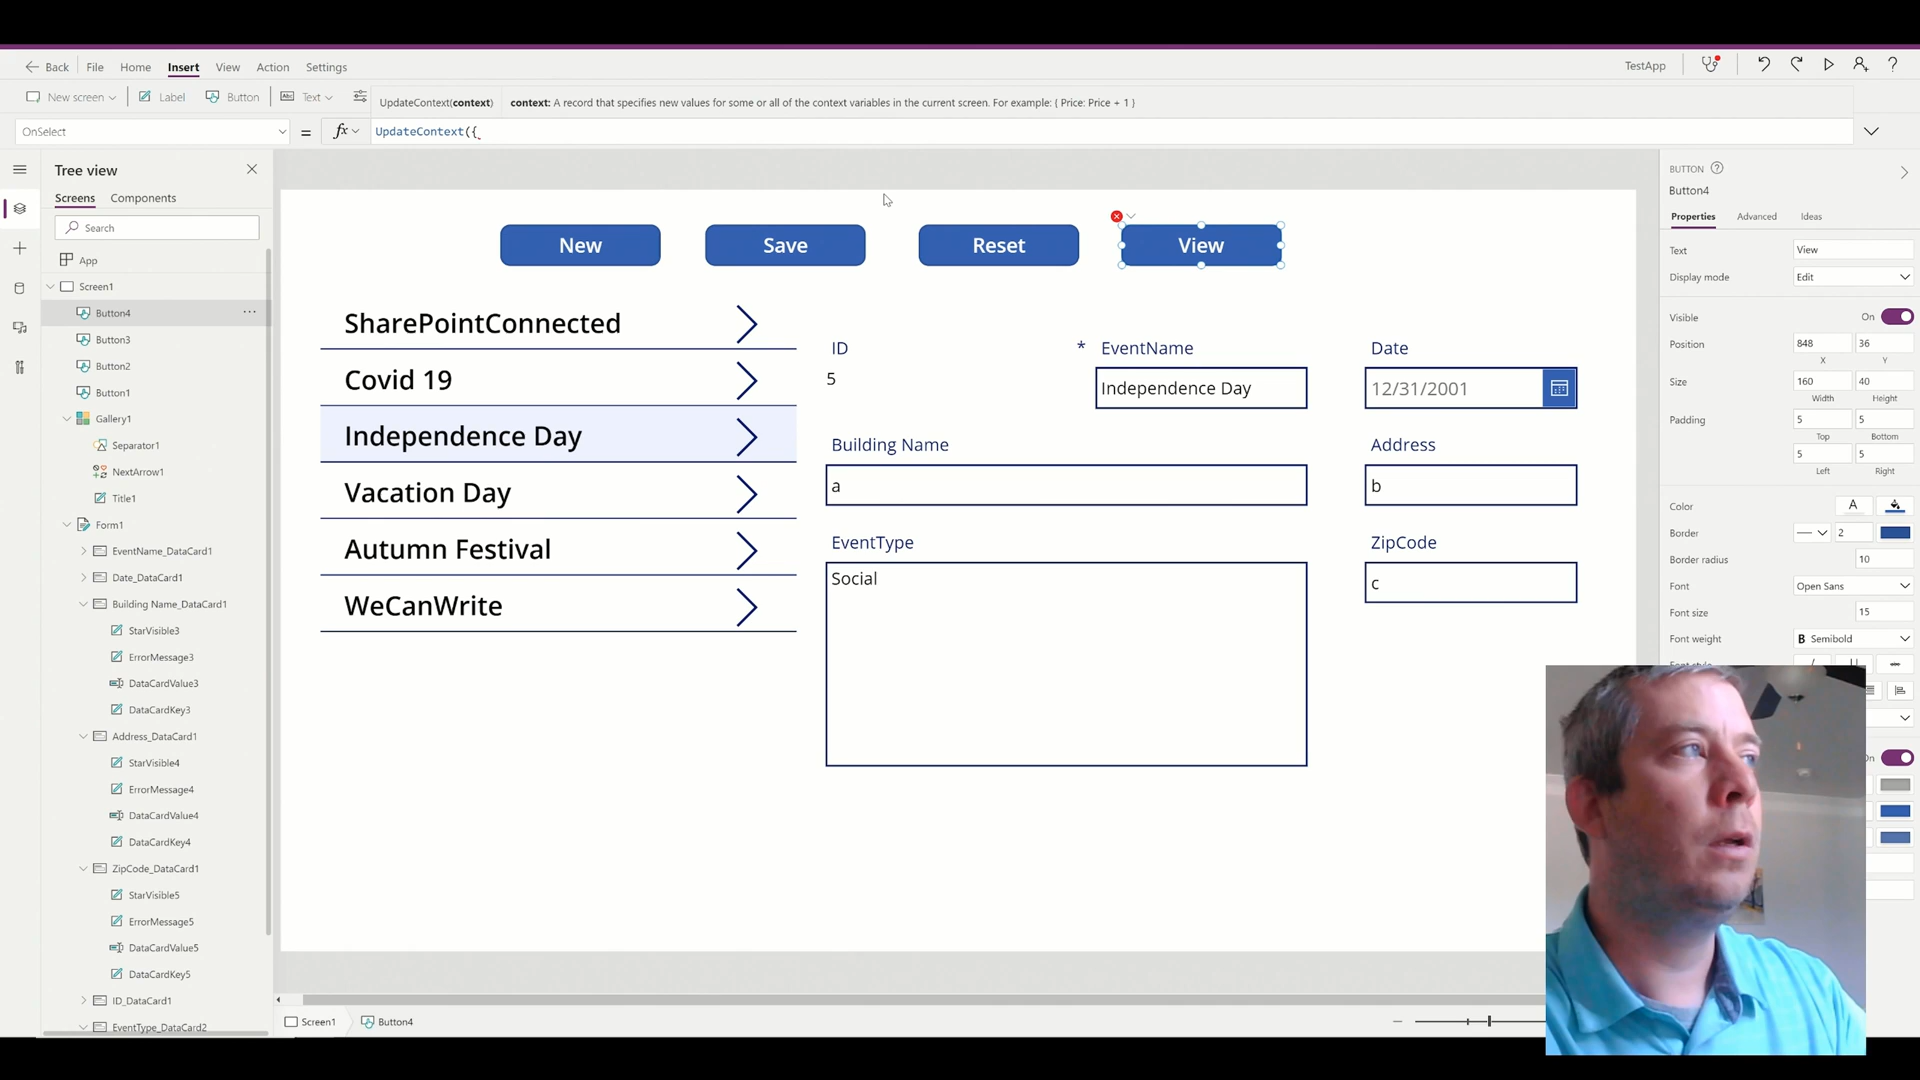 Back File Home Insert View Action Settings TestApp
New screen Label Button Text UpdateContext(context) context: A record that specifies new values for some or all of the context variables in the current screen. For example: { Price: Price + 1 }
OnSelect = fx UpdateContext({
Tree view
Screens Components
Search
App
Screen1
Button4
Button3
Button2
Button1
Gallery1
Separator1
NextArrow1
Title1
Form1
EventName_DataCard1
Date_DataCard1
Building Name_DataCard1
StarVisible3
ErrorMessage3
DataCardValue3
DataCardKey3
Address_DataCard1
StarVisible4
ErrorMessage4
DataCardValue4
DataCardKey4
ZipCode_DataCard1
StarVisible5
ErrorMessage5
DataCardValue5
DataCardKey5
ID_DataCard1
EventType_DataCard2
New Save Reset View
SharePointConnected
Covid 19
Independence Day
Vacation Day
Autumn Festival
WeCanWrite
ID * EventName Date
5 Independence Day 12/31/2001
Building Name Address
a b
EventType ZipCode
Social c
Screen1 Button4
BUTTON
Button4
Properties Advanced Ideas
Text View
Display mode Edit
Visible On
Position 848 36
X Y
Size 160 40
Width Height
Padding 5 5
Top Bottom
5 5
Left Right
Color A
Border 2
Border radius 10
Font Open Sans
Font size 15
Font weight B Semibold